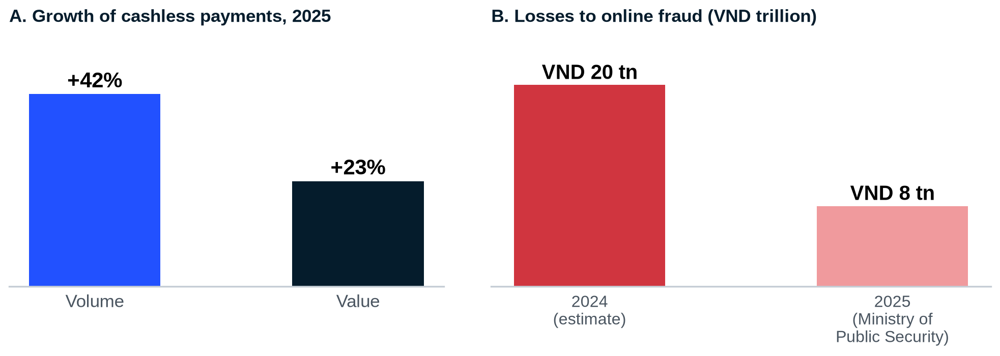 A. Growth of cashless payments, 2025
+42%
+23%
Volume
Value
B. Losses to online fraud (VND trillion)
VND 20 tn
VND 8 tn
2024
(estimate)
2025
(Ministry of
Public Security)